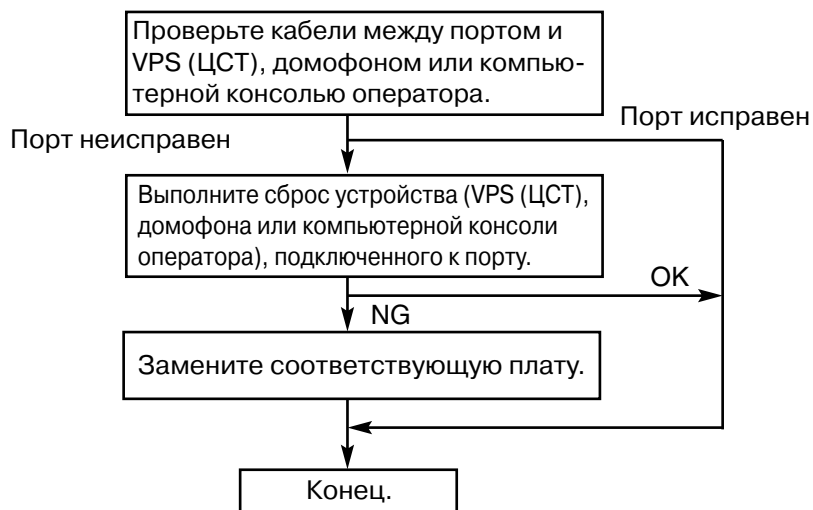 Проверьте кабели между портом и
VPS (ЦСТ), домофоном или компью-
терной консолью оператора.
Порт исправен
Порт неисправен
Выполните сброс устройства (VPS (ЦСТ),
домофона или компьютерной консоли
оператора), подключенного к порту.
OK
NG
Замените соответствующую плату.
Конец.